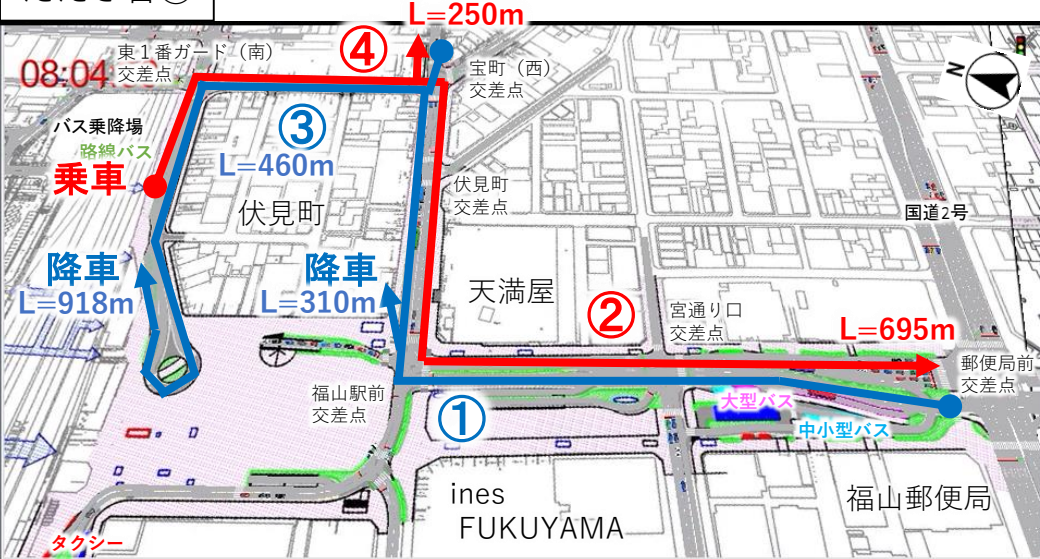 L=250m
東1番ガード（南）
交差点
④
宝町（西）
交差点
08:04
N
バス乗降場
路線バス
乗車
③
L=460m
伏見町
伏見町
交差点
国道2号
降車
L=918m
降車
L=310m
天満屋
②
宮通り口
交差点
L=695m
郵便局前
交差点
福山駅前
交差点
①
大型バス
中小型バス
ines
FUKUYAMA
福山郵便局
タクシー